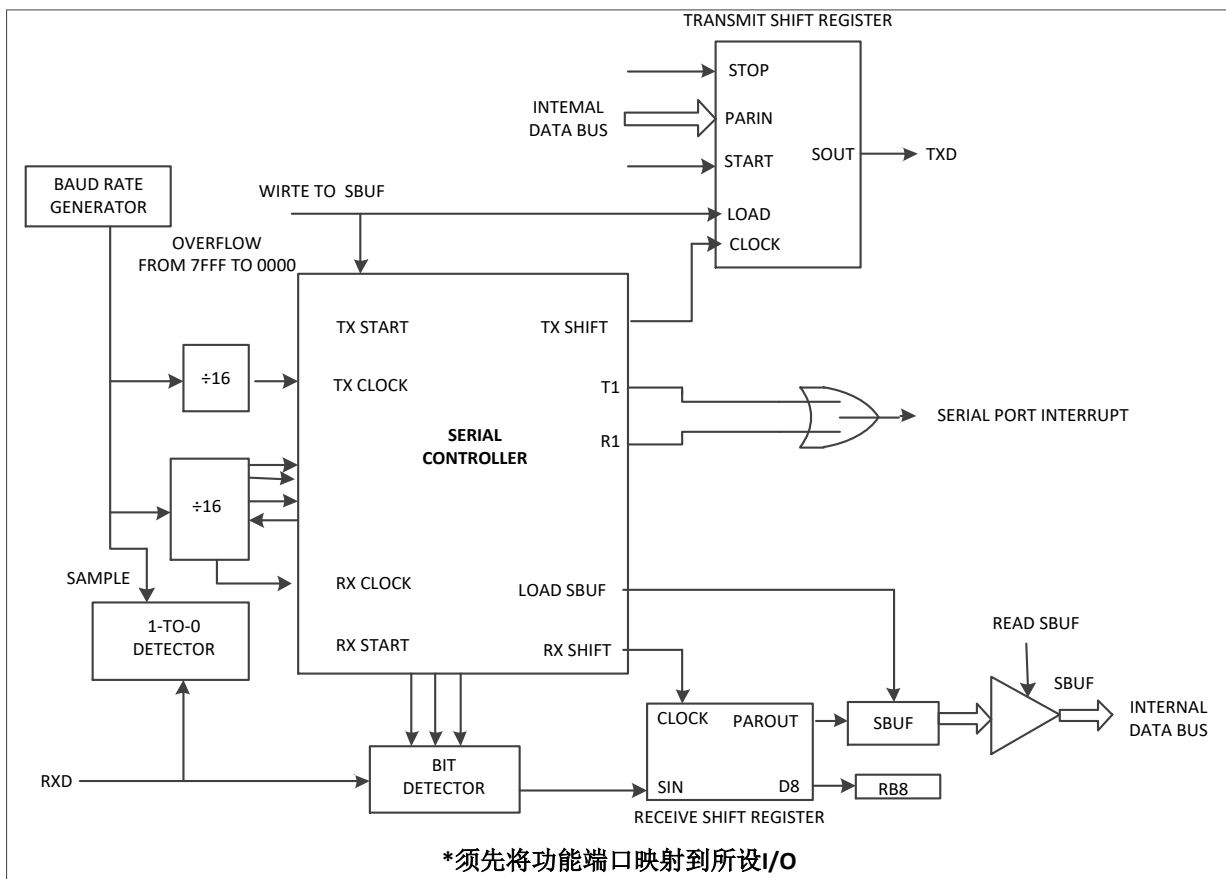 TRANSMIT SHIFT REGISTER
STOP
INTEMAL
DATA BUS
PARIN
START
SOUT
TXD
BAUD RATE
GENERATOR
WIRTE TO SBUF
LOAD
CLOCK
OVERFLOW
FROM 7FFF TO 0000
TX START
TX SHIFT
÷16
TX CLOCK
T1
SERIAL PORT INTERRUPT
SERIAL
CONTROLLER
R1
÷16
SAMPLE
RX CLOCK
LOAD SBUF
1-TO-0
DETECTOR
RX START
RX SHIFT
READ SBUF
SBUF
CLOCK
PAROUT
SBUF
INTERNAL
DATA BUS
RXD
BIT
DETECTOR
SIN
D8
RB8
RECEIVE SHIFT REGISTER
*须先将功能端口映射到所设I/O